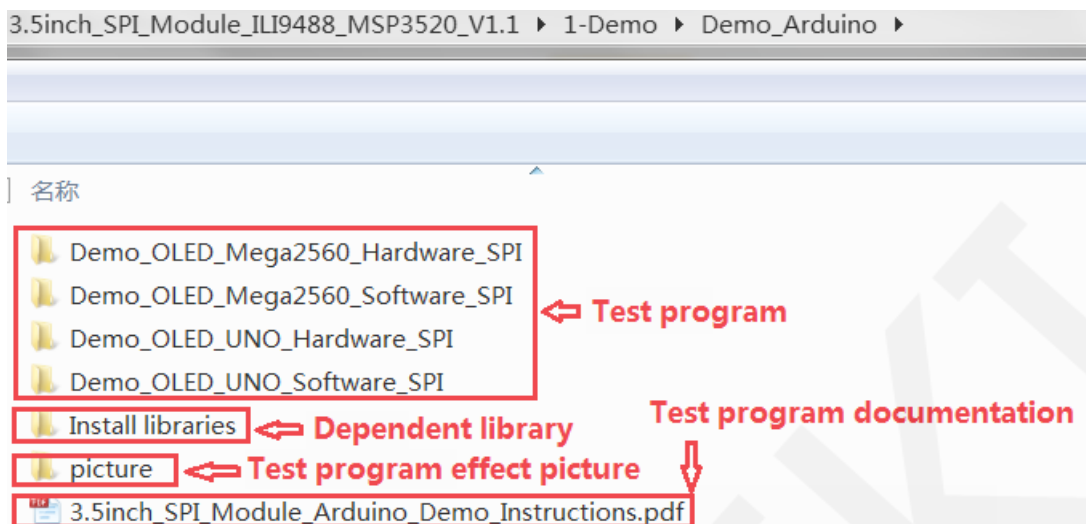 3.5inch_SPI_Module_ILI9488_MSP3520_V1.1 ▸ 1-Demo ▸ Demo_Arduino ▸
名称
Demo_OLED_Mega2560_Hardware_SPI
Demo_OLED_Mega2560_Software_SPI
Test program
Demo_OLED_UNO_Hardware_SPI
Demo_OLED_UNO_Software_SPI
Install libraries
Dependent library
Test program documentation
picture
Test program effect picture
3.5inch_SPI_Module_Arduino_Demo_Instructions.pdf